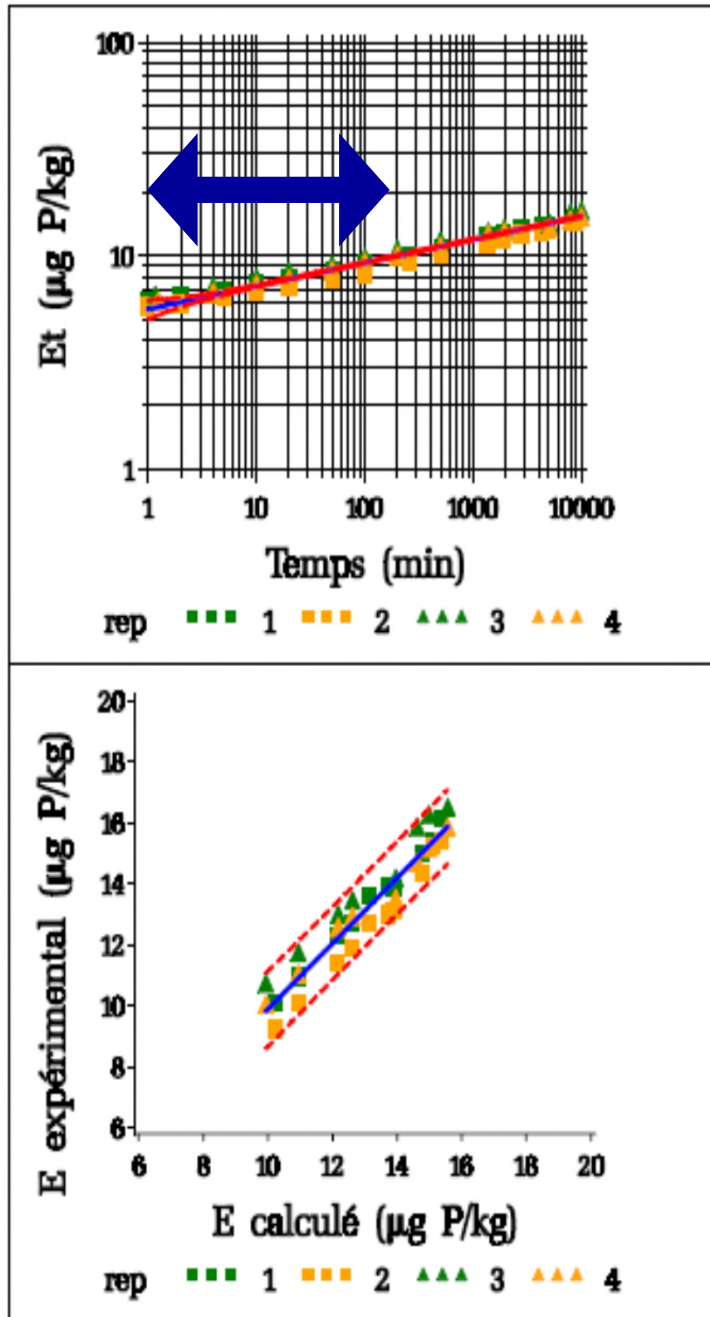 100
10
1
Et (µg P/kg)
1 10 100 1000 10000
Temps (min)
rep 1 2 3 4
20
18
16
14
12
10
8
6
E expérimental (µg P/kg)
6 8 10 12 14 16 18 20
E calculé (µg P/kg)
rep 1 2 3 4